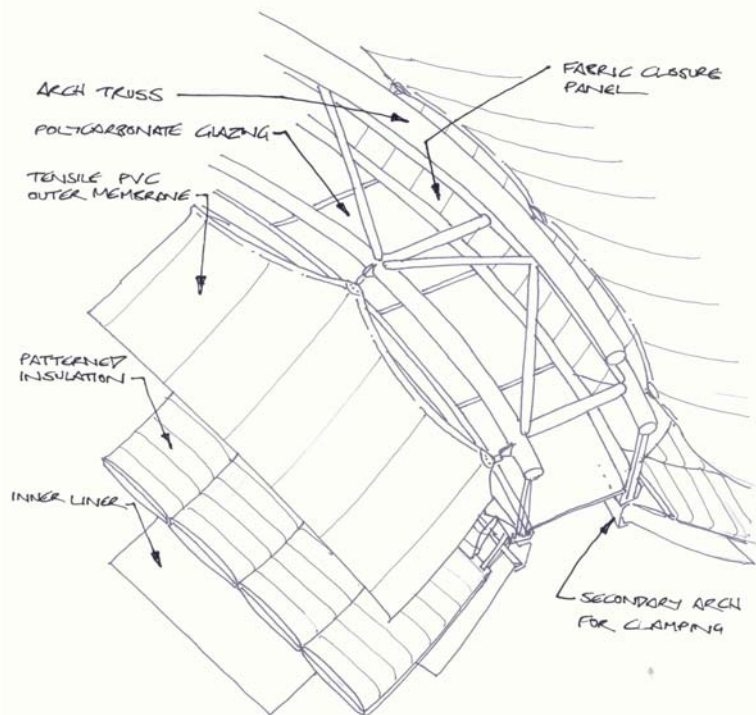 ARCH TRUSS
POLYCARBONATE GLAZING
TENSILE PVC
OUTER MEMBRANE
FABRIC CLOSURE
PANEL
PATTERNED
INSULATION
INNER LINER
SECONDARY ARCH
FOR CLAMPING